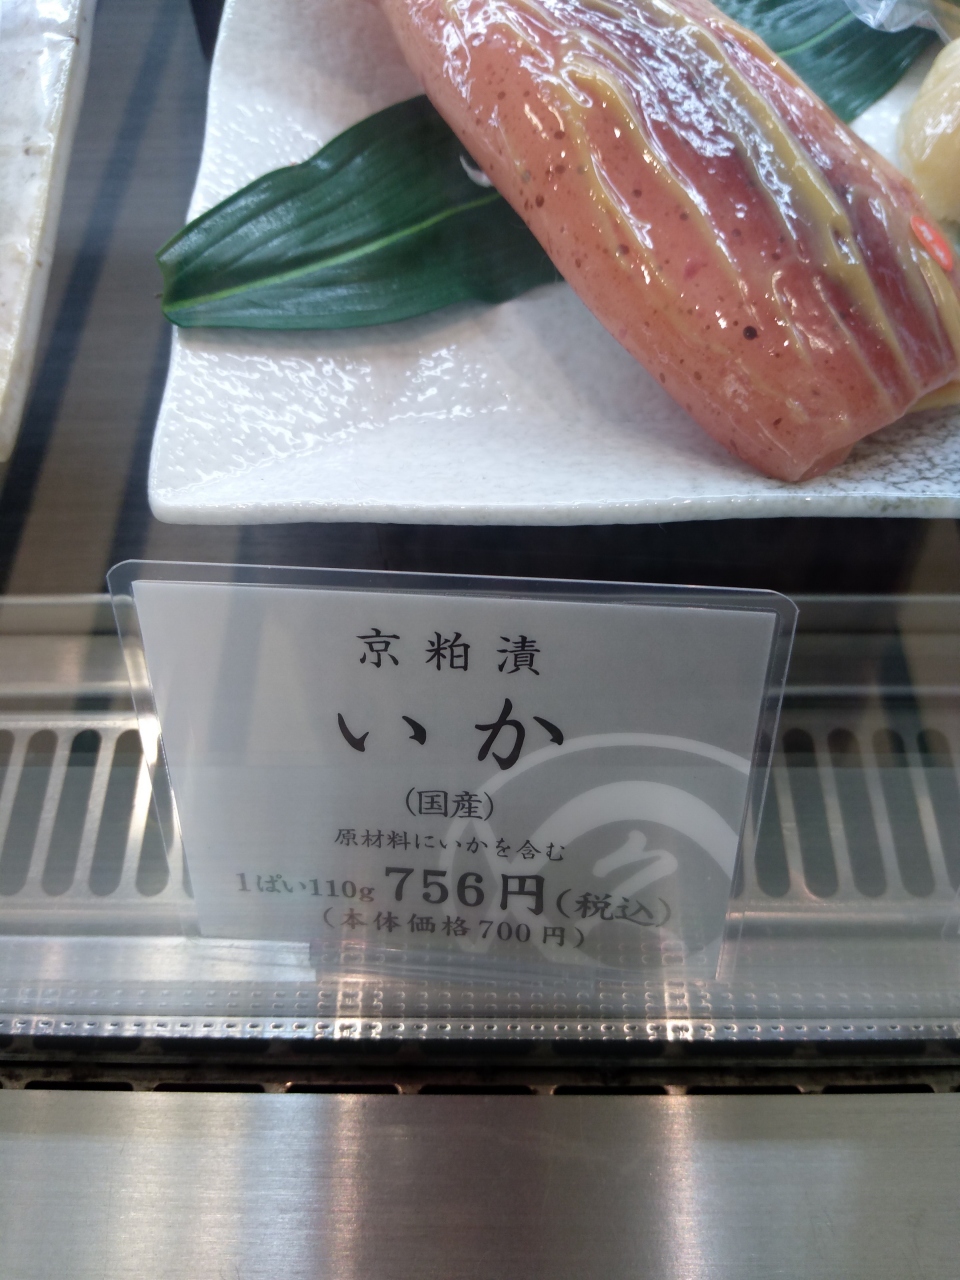 京粕漬
いか
(国産)
原材料にいかを含む
1ぱい110g 756円(税込)
(本体価格700円)
久